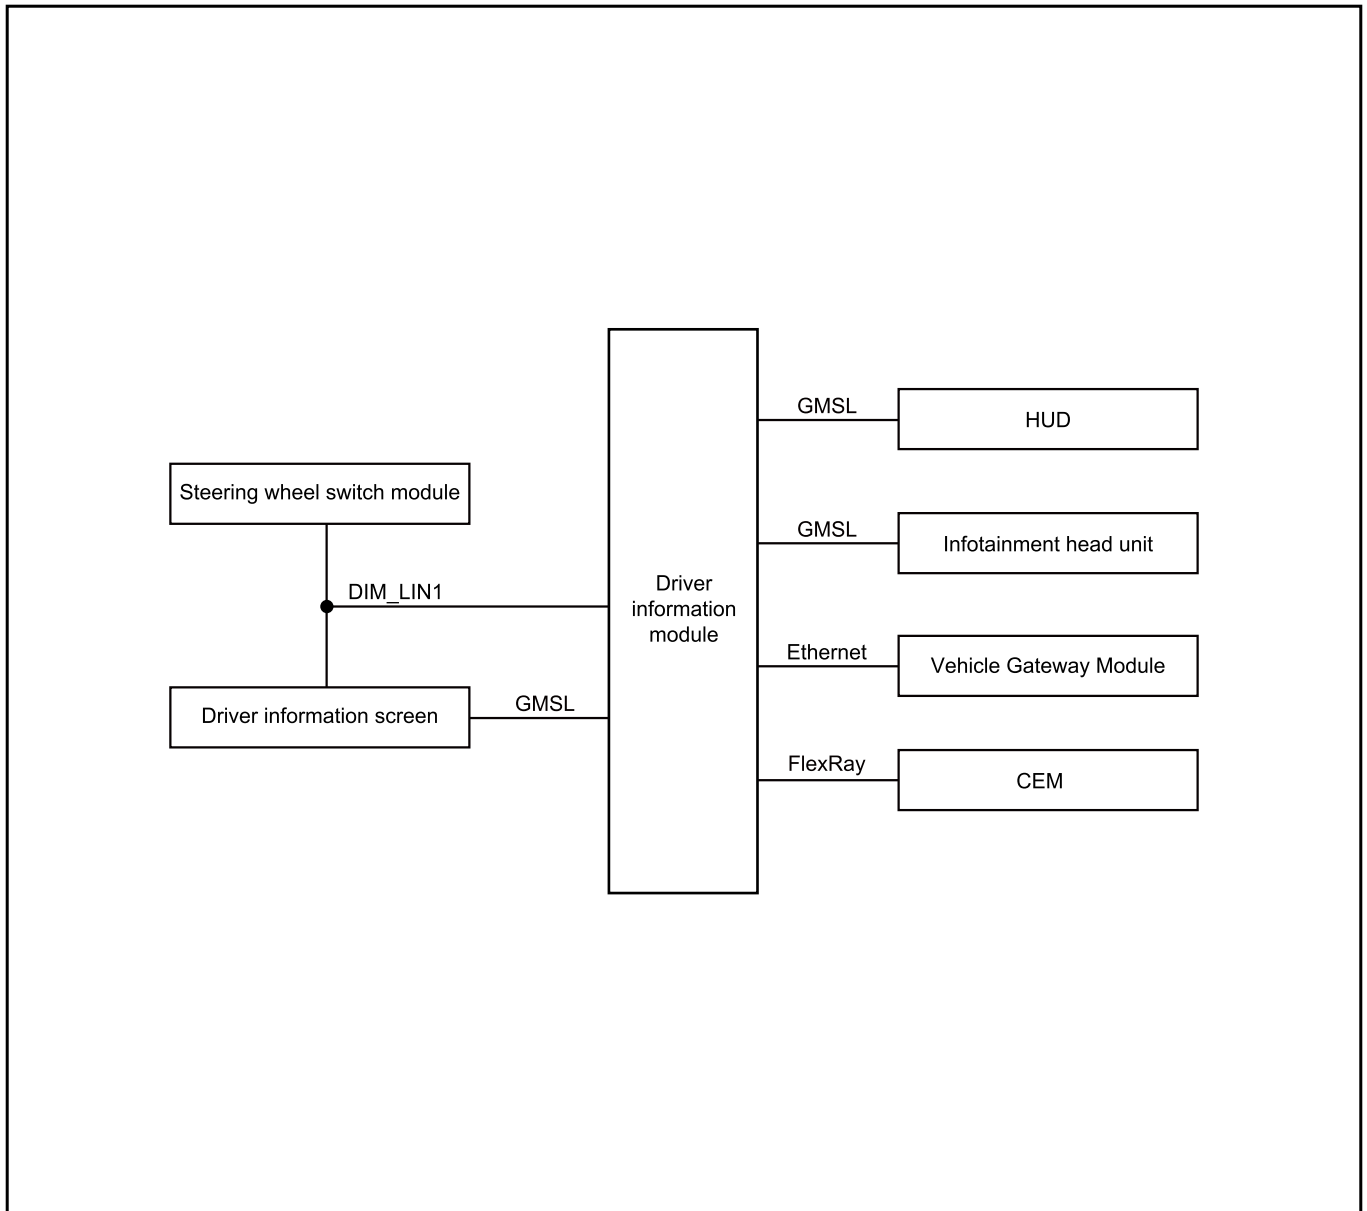 GMSL
HUD
Steering wheel switch module
GMSL
Infotainment head unit
DIM_LIN1
Driver
information
module
Ethernet
Vehicle Gateway Module
Driver information screen
GMSL
FlexRay
CEM